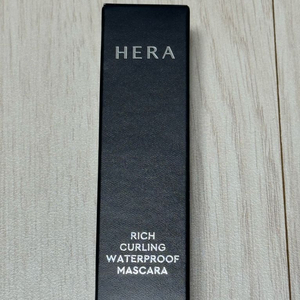 HERA
RICH
CURLING
WATERPROOF
MASCARA